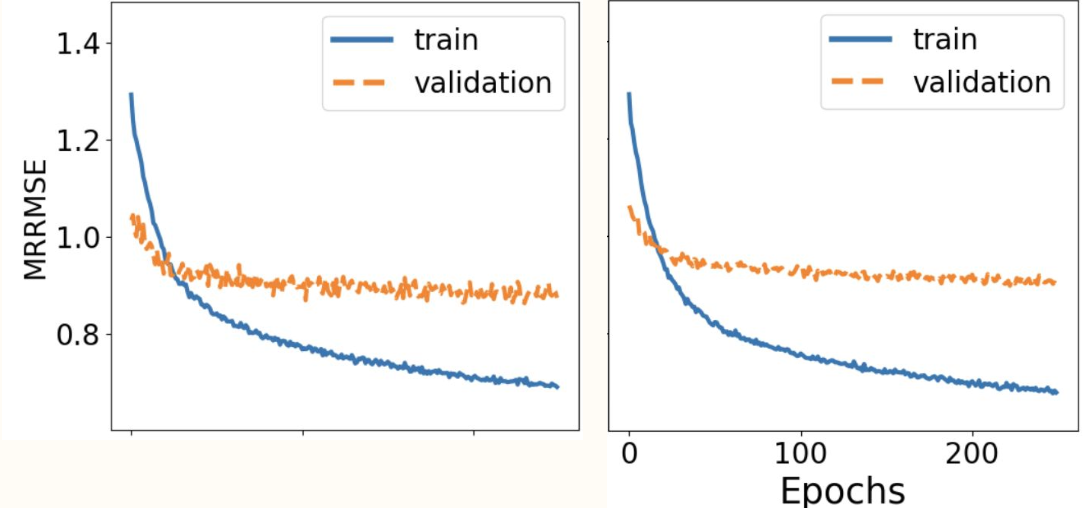 MRRMSE
1.4
1.2
1.0
0.8
train
validation
train
validation
0 100 200
Epochs